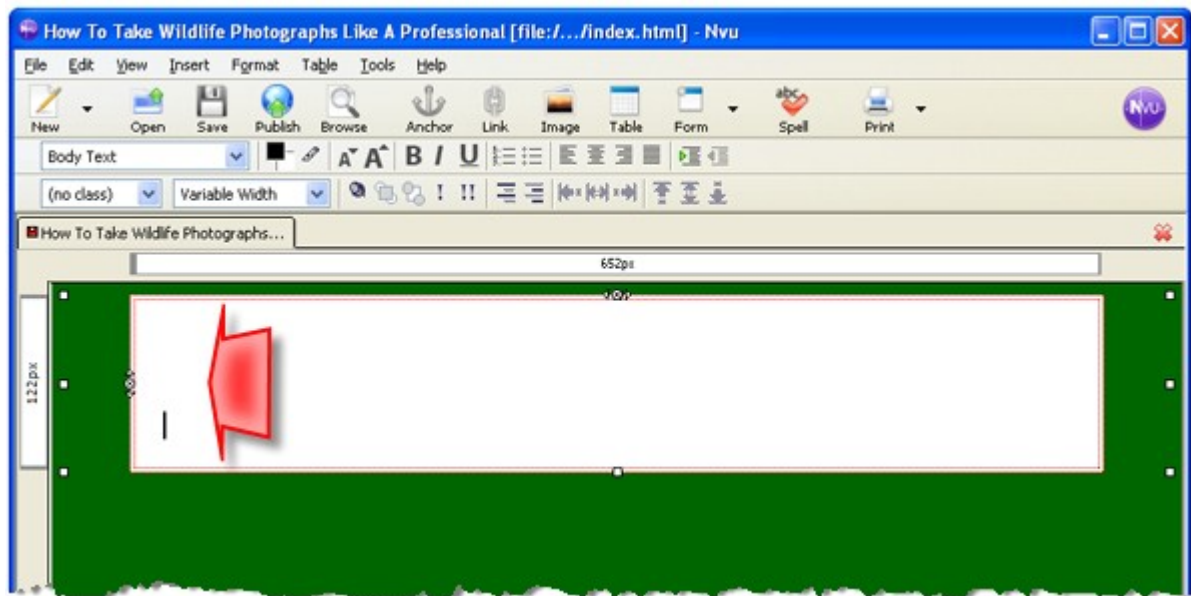 How To Take Wildlife Photographs Like A Professional [file:/.../index.html] - Nvu
File Edit View Insert Format Table Tools Help
New Open Save Publish Browse Anchor Link Image Table Form Spell Print Nvu
Body Text A A B I U
(no class) Variable Width ! !!
How To Take Wildlife Photographs...
652px
122px